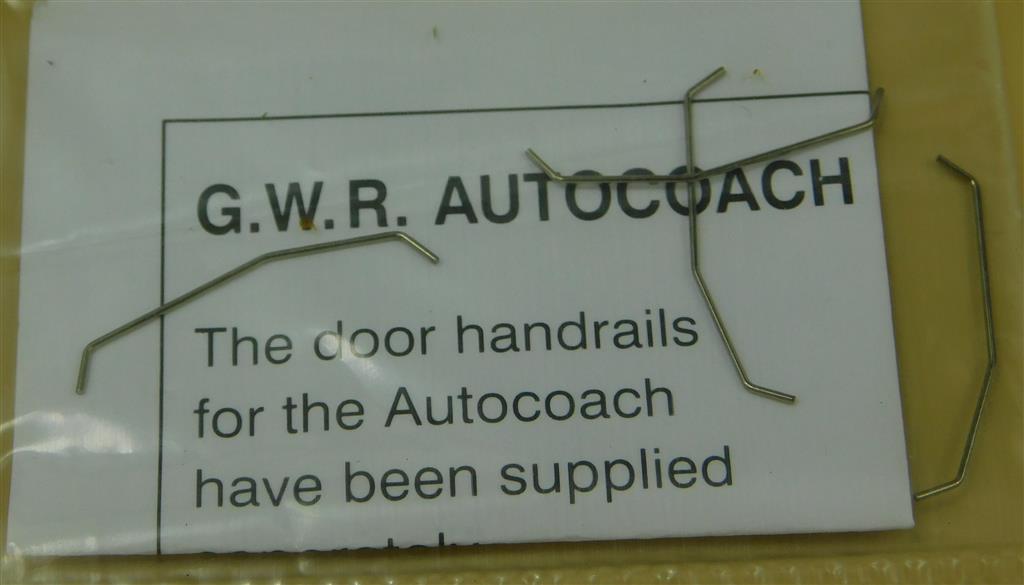 G.W.R. AUTOCOACH
The door handrails
for the Autocoach
have been supplied